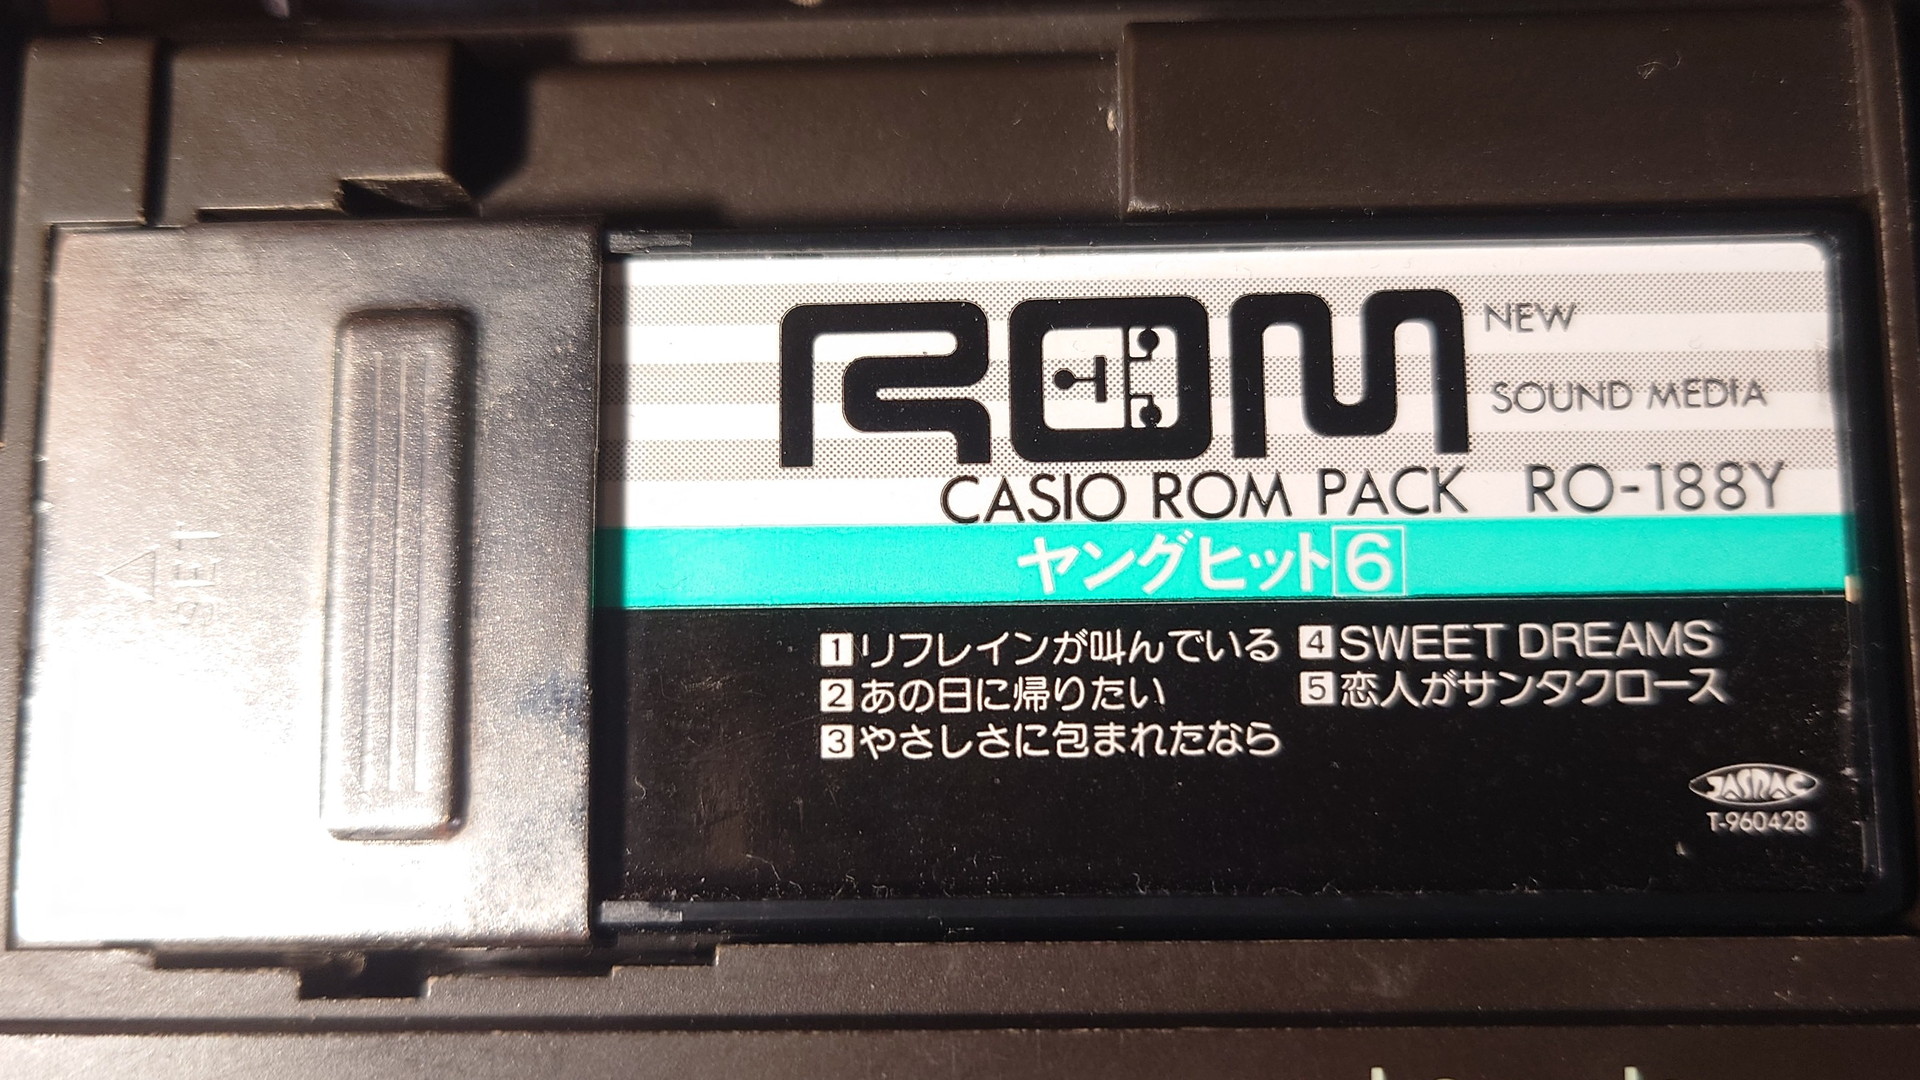 SET
ROM
NEW
SOUND MEDIA
CASIO ROM PACK RO-188Y
ヤングヒット6
1リフレインが叫んでいる
2あの日に帰りたい
3やさしさに包まれたなら
4SWEET DREAMS
5恋人がサンタクロース
JASRAC
T-960428